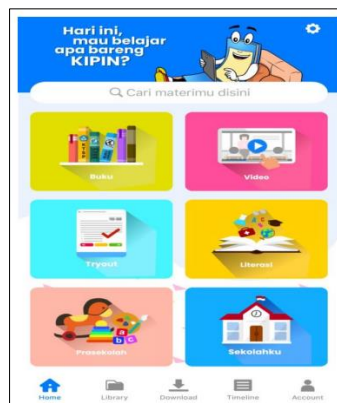 Hari ini,
mau belajar
apa bareng
KIPIN?
Cari materimu disini
Buku
Video
Tryout
Literasi
Prasekolah
Sekolahku
Home
Library
Download
Timeline
Account